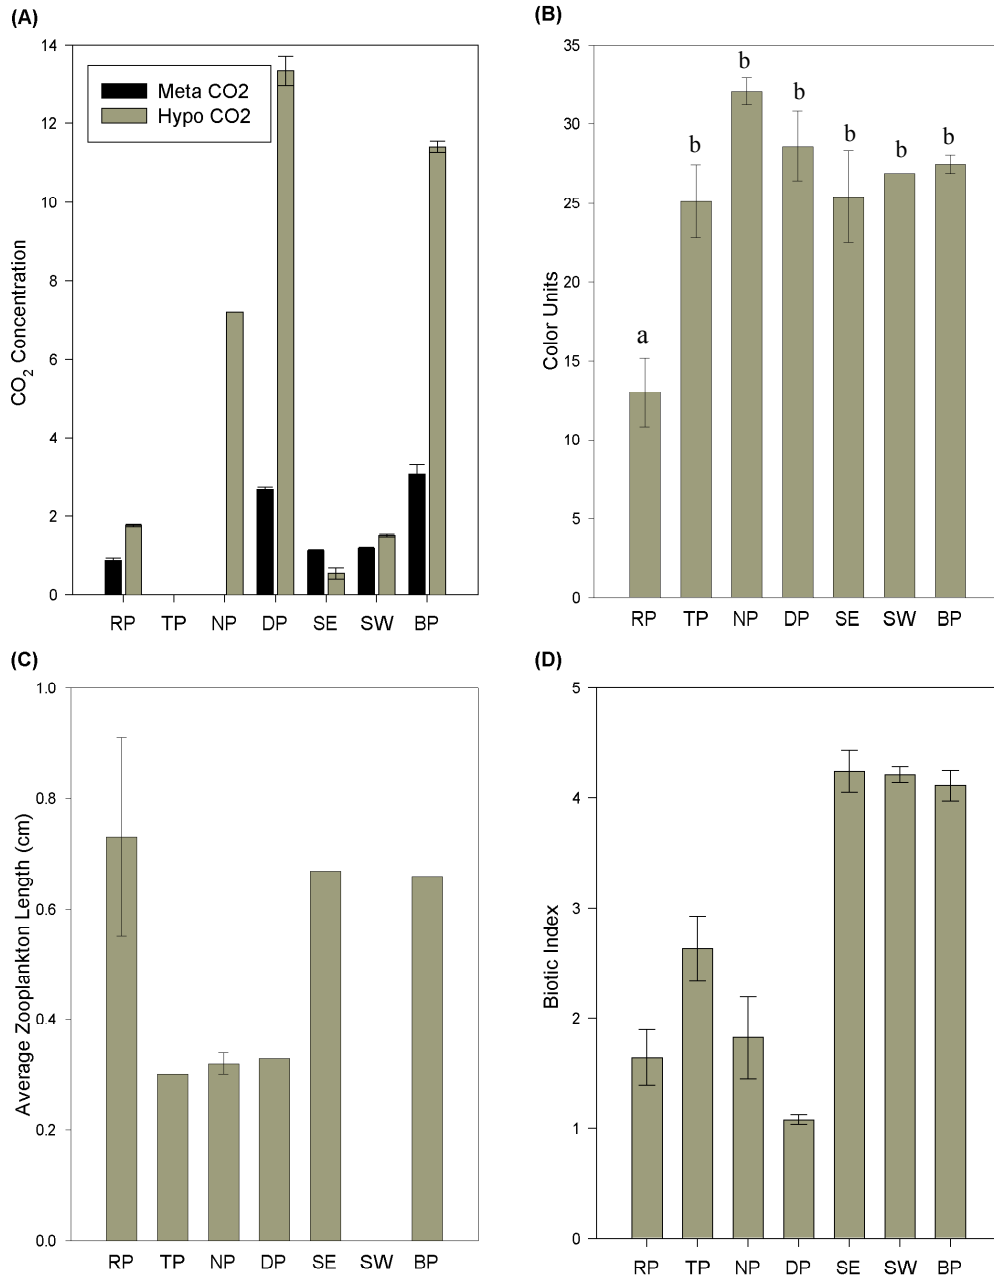 (A)
14
12
10
8
6
4
2
0
CO2 Concentration
Meta CO2
Hypo CO2
RP TP NP DP SE SW BP
(B)
35
30
25
20
15
10
5
0
Color Units
a b b b b b b
RP TP NP DP SE SW BP
(C)
1.0
0.8
0.6
0.4
0.2
0.0
Average Zooplankton Length (cm)
RP TP NP DP SE SW BP
(D)
5
4
3
2
1
0
Biotic Index
RP TP NP DP SE SW BP